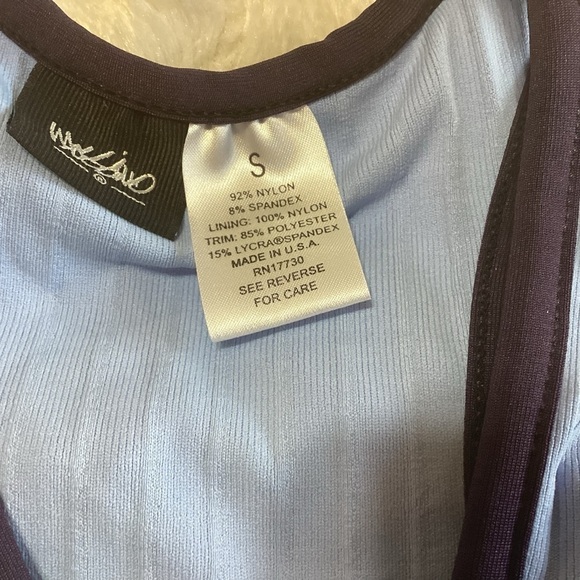 Mossimo
®
S
92% NYLON
8% SPANDEX
LINING: 100% NYLON
TRIM: 85% POLYESTER
15% LYCRA®SPANDEX
MADE IN U.S.A.
RN17730
SEE REVERSE
FOR CARE